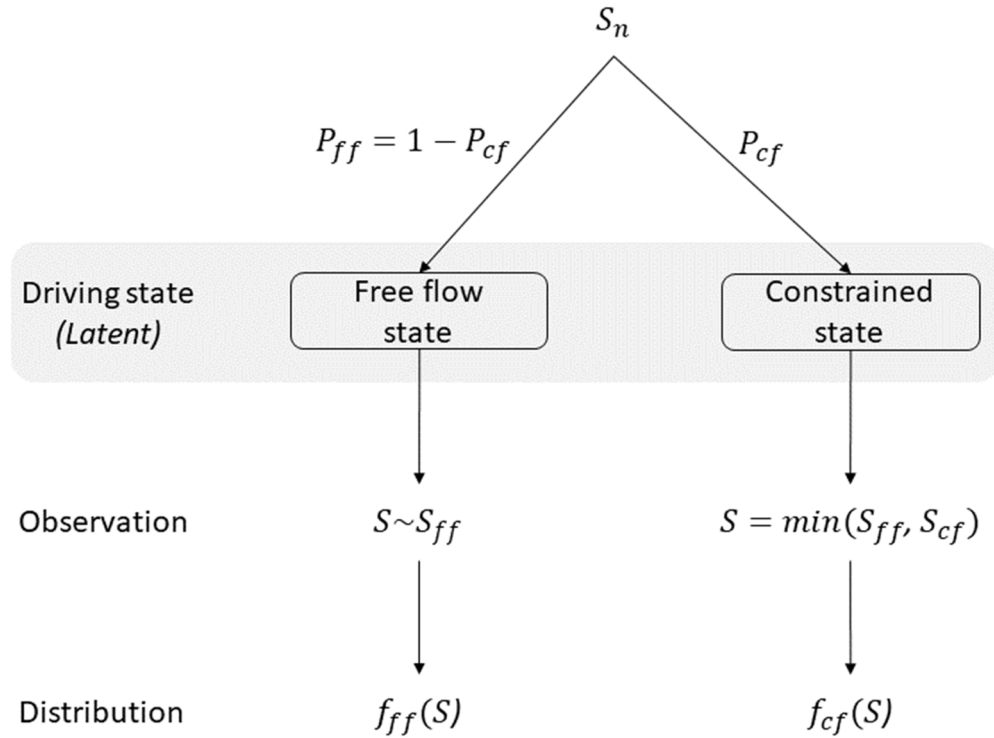 Sₙ
P_ff = 1 − P_cf
P_cf
Driving state
(Latent)
Free flow
state
Constrained
state
Observation
S~S_ff
S = min(S_ff, S_cf)
Distribution
f_ff(S)
f_cf(S)